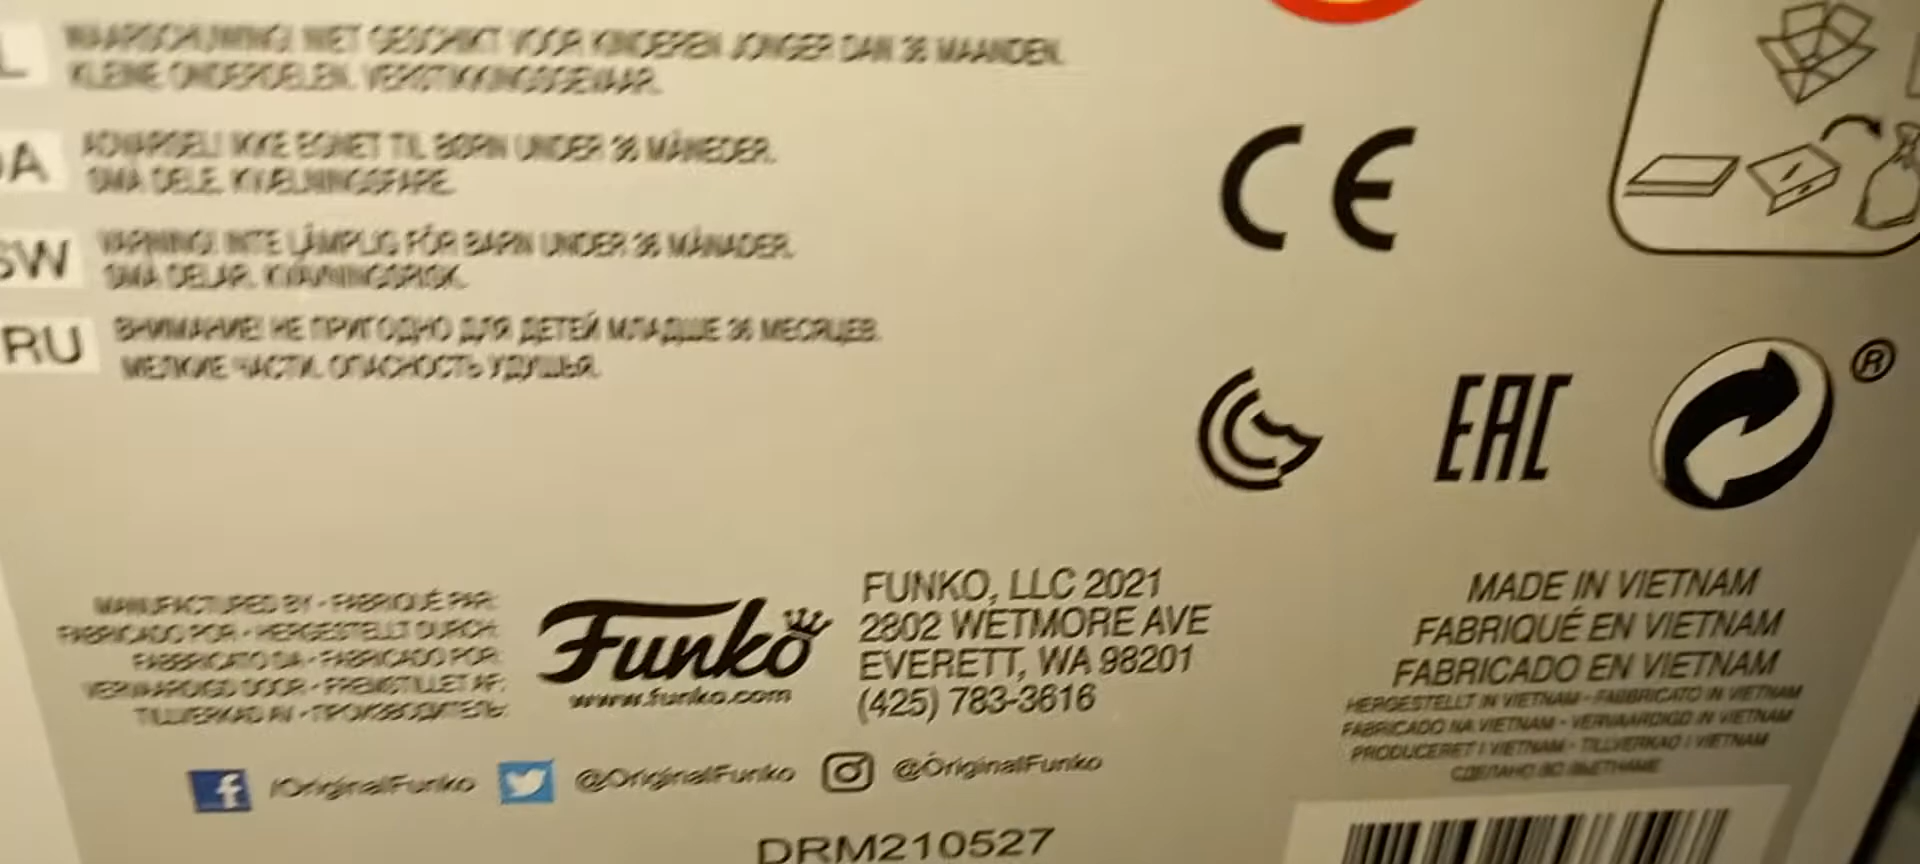 L
WAARSCHUWING! NIET GESCHIKT VOOR KINDEREN JONGER DAN 36 MAANDEN.
KLEINE ONDERDELEN. VERSTIKKINGSGEVAAR.
DA
ADVARSEL! IKKE EGNET TIL BØRN UNDER 36 MÅNEDER.
SMÅ DELE. KVÆLNINGSFARE.
SW
VARNING! INTE LÄMPLIG FÖR BARN UNDER 36 MÅNADER.
SMÅ DELAR. KVÄVNINGSRISK.
RU
ВНИМАНИЕ! НЕ ПРИГОДНО ДЛЯ ДЕТЕЙ МЛАДШЕ 36 МЕСЯЦЕВ.
МЕЛКИЕ ЧАСТИ. ОПАСНОСТЬ УДУШЬЯ.
CE
EAC
®
MANUFACTURED BY • FABRIQUÉ PAR:
FABRICADO POR • HERGESTELLT DURCH:
FABBRICATO DA • FABRICADO POR:
VERVAARDIGD DOOR • FREMSTILLET AF:
TILLVERKAD AV • ПРОИЗВОДИТЕЛЬ:
Funko
www.funko.com
FUNKO, LLC 2021
2802 WETMORE AVE
EVERETT, WA 98201
(425) 783-3616
MADE IN VIETNAM
FABRIQUÉ EN VIETNAM
FABRICADO EN VIETNAM
HERGESTELLT IN VIETNAM • FABBRICATO IN VIETNAM
FABRICADO NA VIETNAM • VERVAARDIGD IN VIETNAM
PRODUCERET I VIETNAM • TILLVERKAD I VIETNAM
СДЕЛАНО ВО ВЬЕТНАМЕ
f /OriginalFunko @OriginalFunko @OriginalFunko
DRM210527